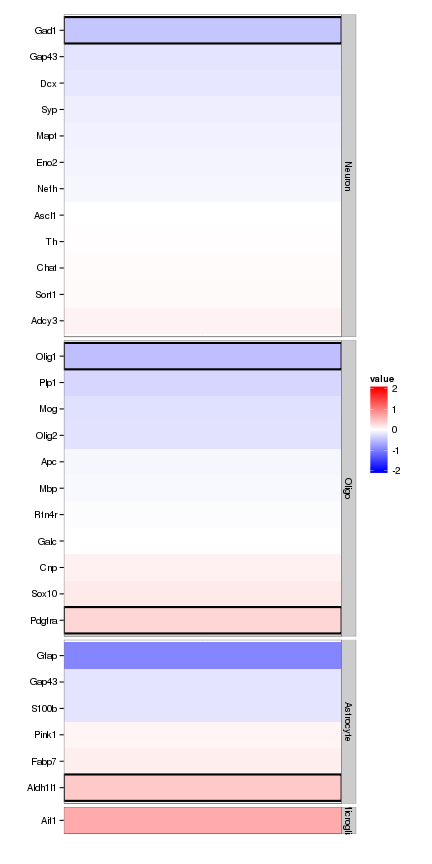 Gad1
Gap43
Dcx
Syp
Mapt
Eno2
Nefh
Ascl1
Th
Chat
Sort1
Adcy3
Neuron
Olig1
Plp1
Mog
Olig2
Apc
Mbp
Rtn4r
Galc
Cnp
Sox10
Pdgfra
Oligo
Gfap
Gap43
S100b
Pink1
Fabp7
Aldh1l1
Astrocyte
Aif1
icrogli
value
2
1
0
-1
-2